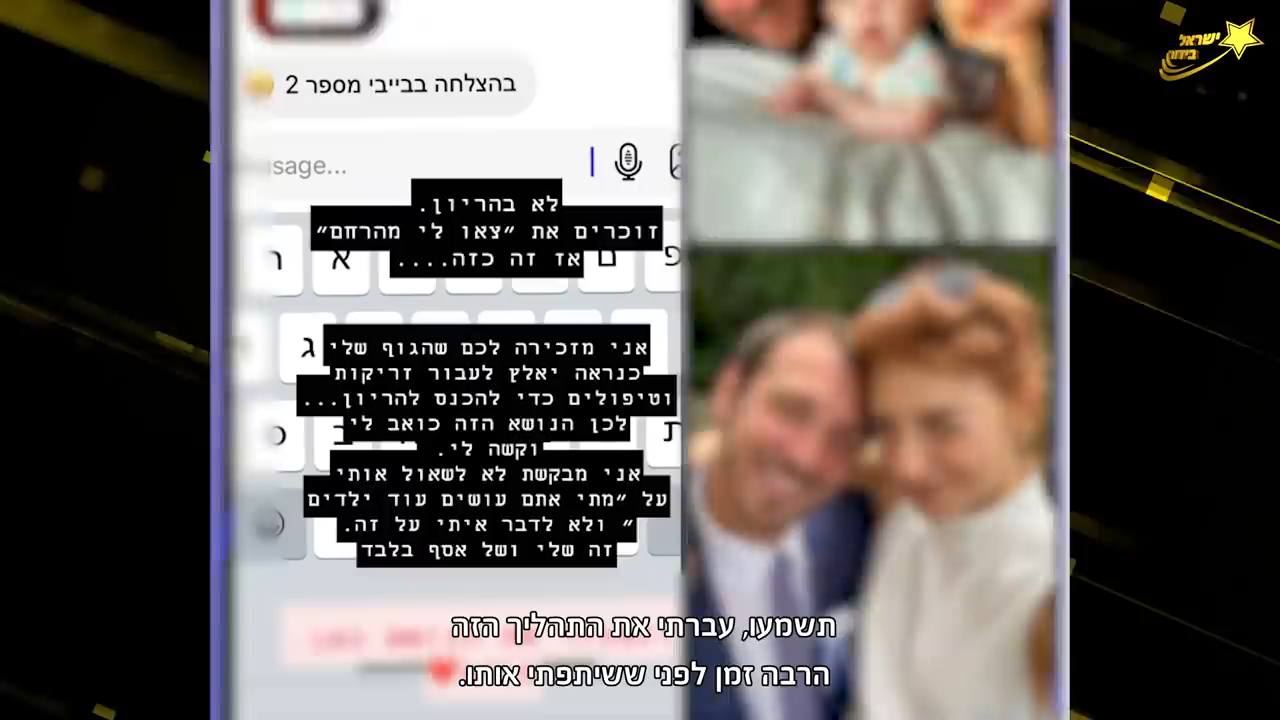 ישראל
בידור
בהצלחה בבייבי מספר 2
sage...
לא בהריון.
זוכרים את ״צאו לי מהרחם״
אז זה כזה....
ר
א
ם
פ
אני מזכירה לכם שהגוף שלי
כנראה יאלץ לעבור זריקות
וטיפולים כדי להכנס להריון...
לכן הנושא הזה כואב לי
וקשה לי.
אני מבקשת לא לשאול אותי
על ״מתי אתם עושים עוד ילדים
״ ולא לדבר איתי על זה.
זה שלי ושל אסף בלבד
ג
ס
ת
תשמעו, עברתי את התהליך הזה
הרבה זמן לפני ששיתפתי אותו.